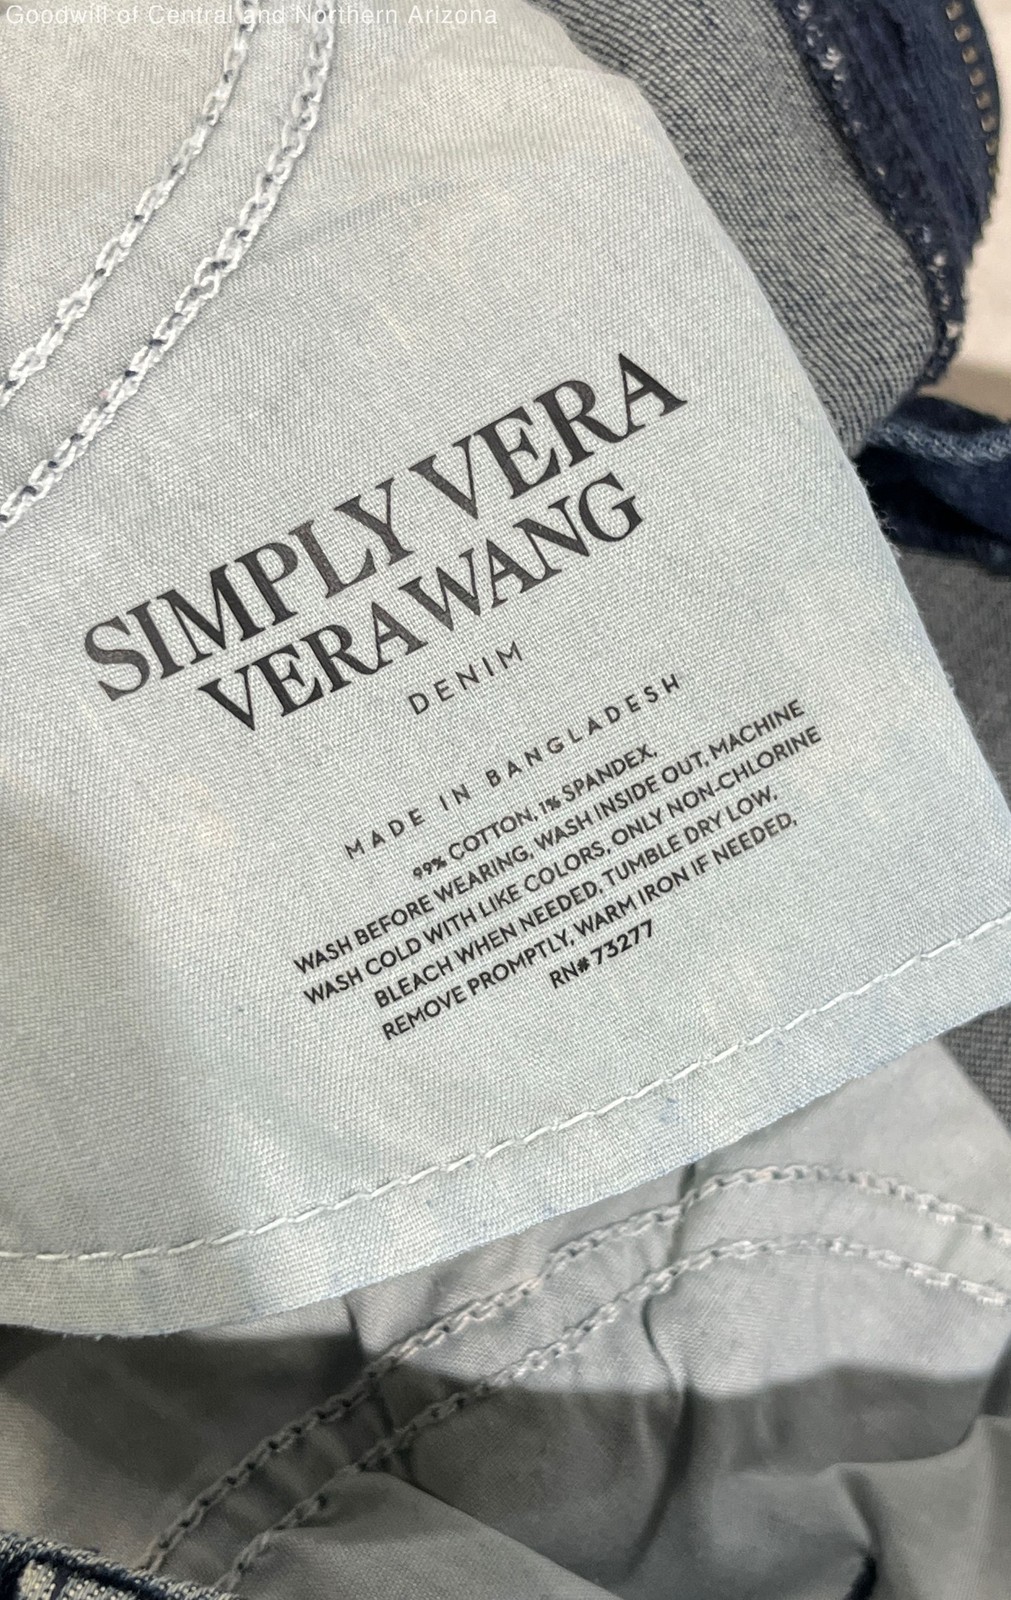 Goodwill of Central and Northern Arizona
SIMPLY VERA
VERA WANG
DENIM
MADE IN BANGLADESH
99% COTTON, 1% SPANDEX,
WASH BEFORE WEARING, WASH INSIDE OUT, MACHINE
WASH COLD WITH LIKE COLORS, ONLY NON-CHLORINE
BLEACH WHEN NEEDED, TUMBLE DRY LOW,
REMOVE PROMPTLY, WARM IRON IF NEEDED,
RN# 73277